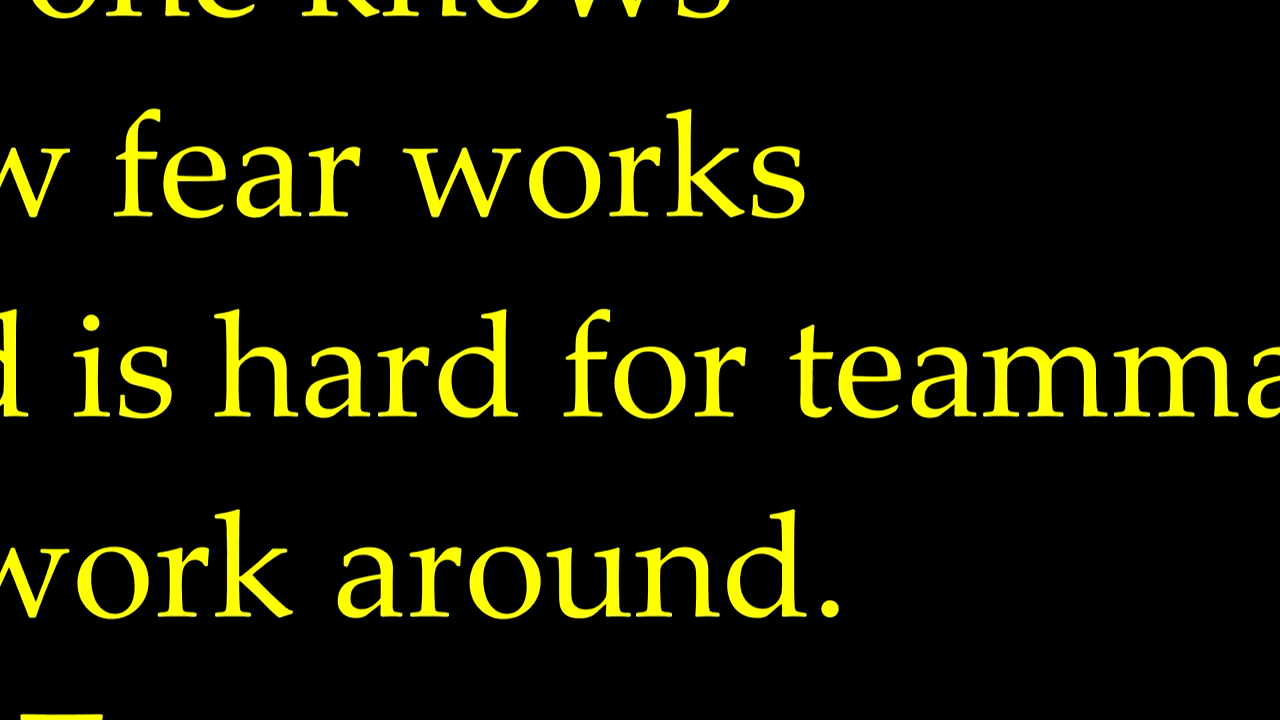 one knows
w fear works
d is hard for teamma
work around.